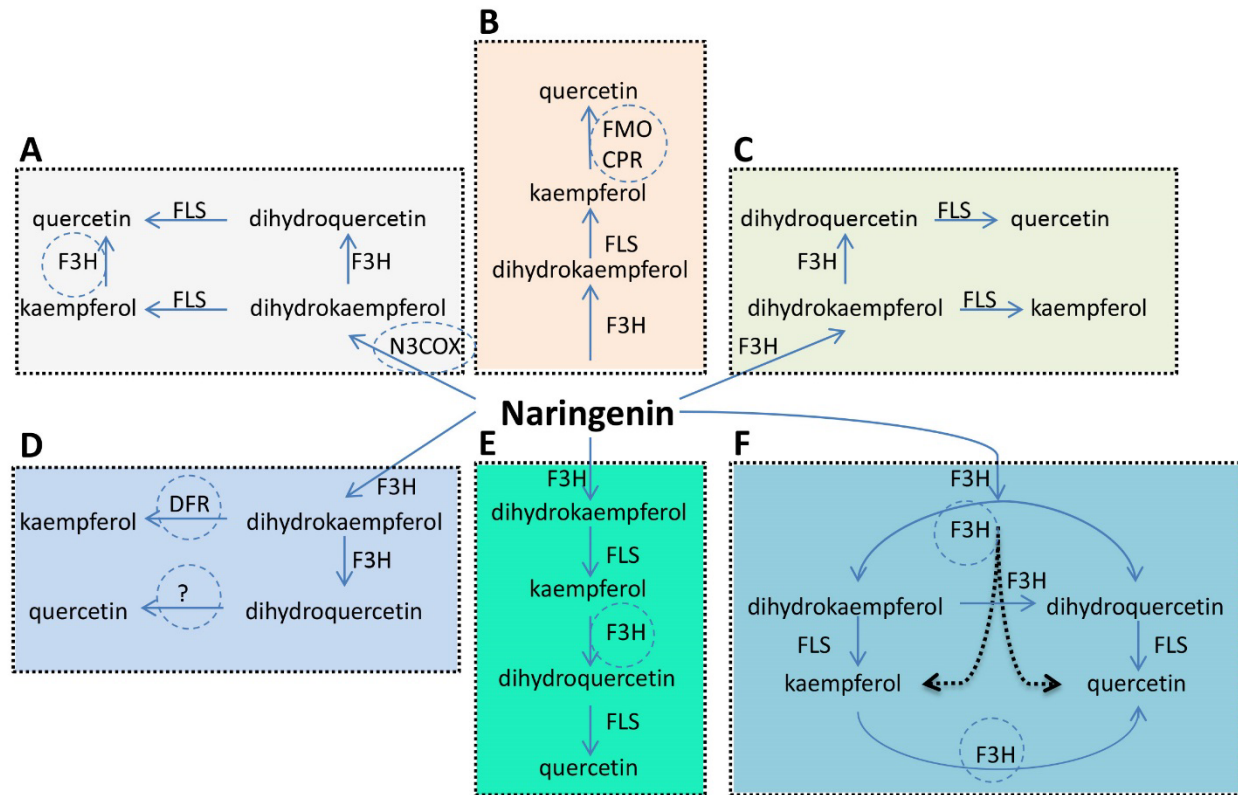 B
quercetin
FMO
CPR
kaempferol
FLS
dihydrokaempferol
F3H
A
quercetin FLS dihydroquercetin
F3H F3H
kaempferol FLS dihydrokaempferol
N3COX
C
dihydroquercetin FLS quercetin
F3H
dihydrokaempferol FLS kaempferol
F3H
Naringenin
D
F3H
kaempferol DFR dihydrokaempferol
F3H
quercetin ? dihydroquercetin
E
F3H
dihydrokaempferol
FLS
kaempferol
F3H
dihydroquercetin
FLS
quercetin
F
F3H
F3H
F3H
dihydrokaempferol dihydroquercetin
FLS FLS
kaempferol quercetin
F3H